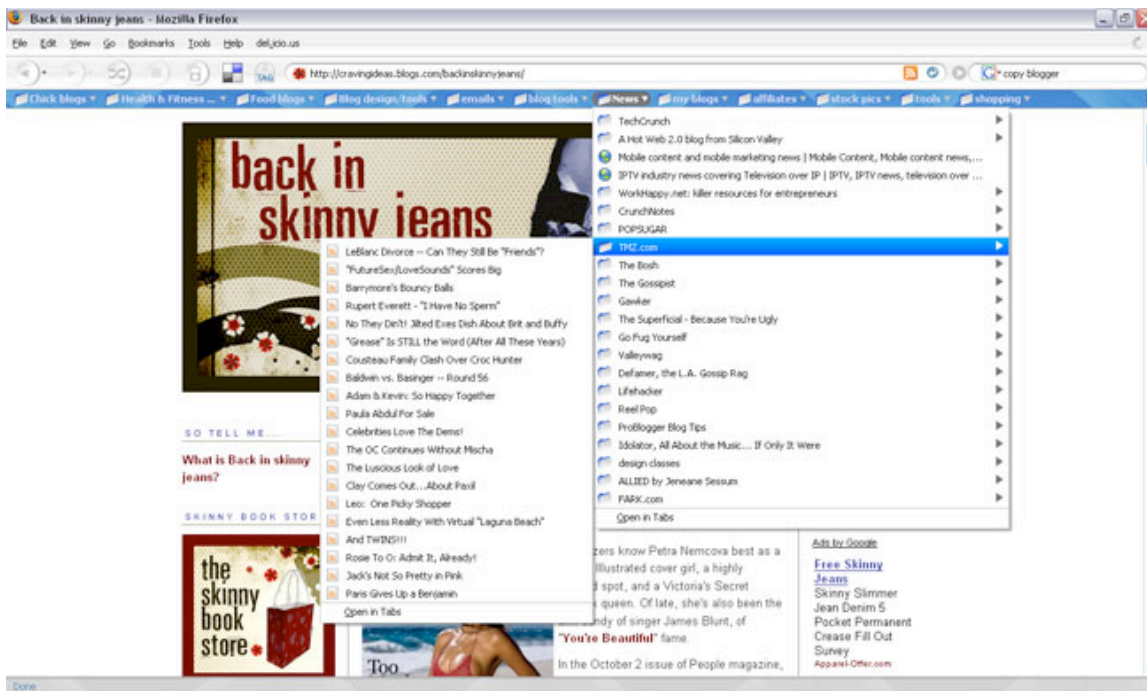 Back in skinny jeans - Mozilla Firefox
File Edit View Go Bookmarks Tools Help del.icio.us
TAG http://cravingideas.blogs.com/backinskinnyjeans/ G copy blogger
Chick blogs Health & Fitness ... Food blogs Blog design/tools emails blog tools News my blogs affiliates stock pics tools shopping
back in
skinny jeans
TechCrunch
A Hot Web 2.0 blog from Silicon Valley
Mobile content and mobile marketing news | Mobile Content, Mobile content news,...
IPTV industry news covering Television over IP | IPTV, IPTV news, television over ...
WorkHappy.net: killer resources for entrepreneurs
CrunchNotes
POPSUGAR
TMZ.com
The Bosh
The Gossipist
Gawker
The Superficial - Because You're Ugly
Go Fug Yourself
Valleywag
Defamer, the L.A. Gossip Rag
Lifehacker
Reel Pop
ProBlogger Blog Tips
Idolator, All About the Music... If Only It Were
design classes
ALLIED by Jeneane Sessum
FARK.com
Open in Tabs
LeBlanc Divorce -- Can They Still Be "Friends"?
"FutureSex/LoveSounds" Scores Big
Barrymore's Bouncy Balls
Rupert Everett - "I Have No Sperm"
No They Din't! Jilted Exes Dish About Brit and Buffy
"Grease" Is STILL the Word (After All These Years)
Cousteau Family Clash Over Croc Hunter
Baldwin vs. Basinger -- Round 56
Adam & Kevin: So Happy Together
Paula Abdul For Sale
Celebrities Love The Dems!
The OC Continues Without Mischa
The Luscious Look of Love
Clay Comes Out...About Paxil
Leo: One Picky Shopper
Even Less Reality With Virtual "Laguna Beach"
And TWINS!!!
Rosie To O: Admit It, Already!
Jack's Not So Pretty in Pink
Paris Gives Up a Benjamin
Open in Tabs
SO TELL ME...
What is Back in skinny
jeans?
SKINNY BOOK STOR
the
skinny
book
store
Too
know Petra Nemcova best as a
Illustrated cover girl, a highly
spot, and a Victoria's Secret
queen. Of late, she's also been the
of singer James Blunt, of
"You're Beautiful" fame.
In the October 2 issue of People magazine,
Ads by Google
Free Skinny
Jeans
Skinny Slimmer
Jean Denim 5
Pocket Permanent
Crease Fill Out
Survey
Apparel-Offer.com
Done